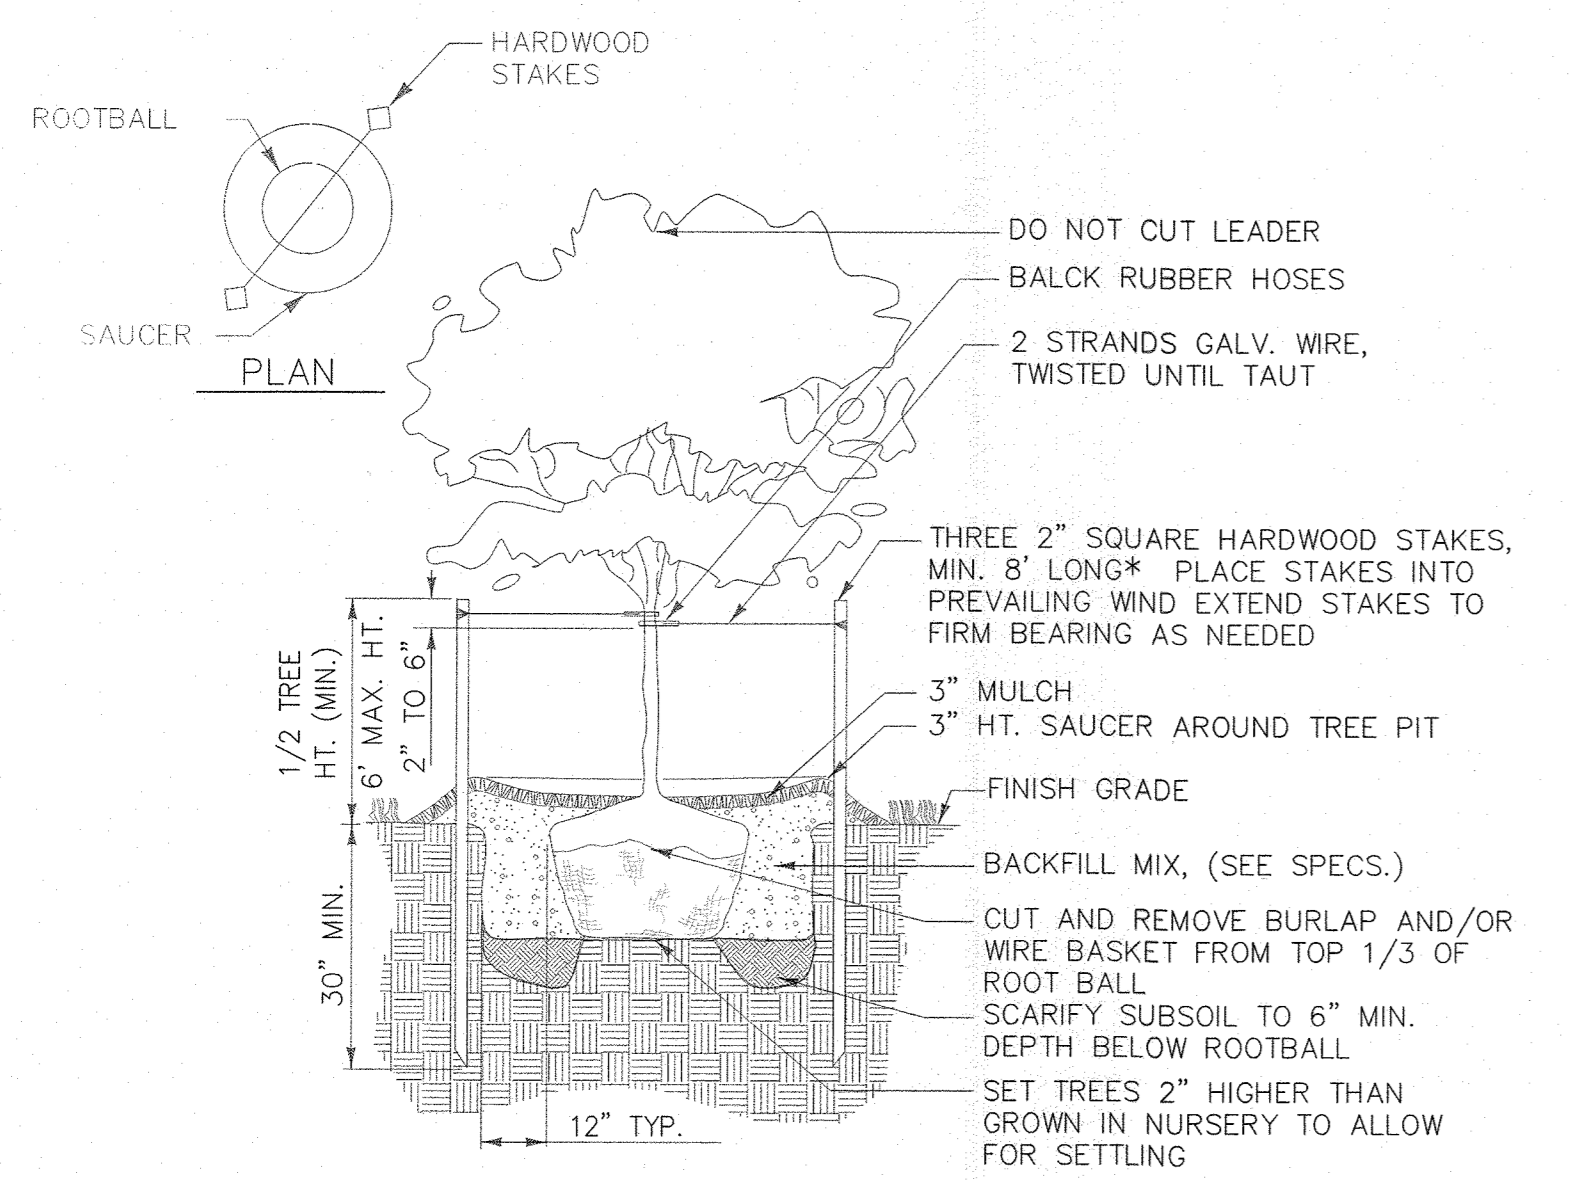 HARDWOOD
STAKES
ROOTBALL
SAUCER
PLAN
DO NOT CUT LEADER
BALCK RUBBER HOSES
2 STRANDS GALV. WIRE,
TWISTED UNTIL TAUT
THREE 2" SQUARE HARDWOOD STAKES,
MIN. 8' LONG* PLACE STAKES INTO
PREVAILING WIND EXTEND STAKES TO
FIRM BEARING AS NEEDED
1/2 TREE
HT. (MIN.)
6' MAX. HT.
2" TO 6"
3" MULCH
3" HT. SAUCER AROUND TREE PIT
FINISH GRADE
30" MIN.
BACKFILL MIX, (SEE SPECS.)
CUT AND REMOVE BURLAP AND/OR
WIRE BASKET FROM TOP 1/3 OF
ROOT BALL
SCARIFY SUBSOIL TO 6" MIN.
DEPTH BELOW ROOTBALL
SET TREES 2" HIGHER THAN
GROWN IN NURSERY TO ALLOW
FOR SETTLING
12" TYP.